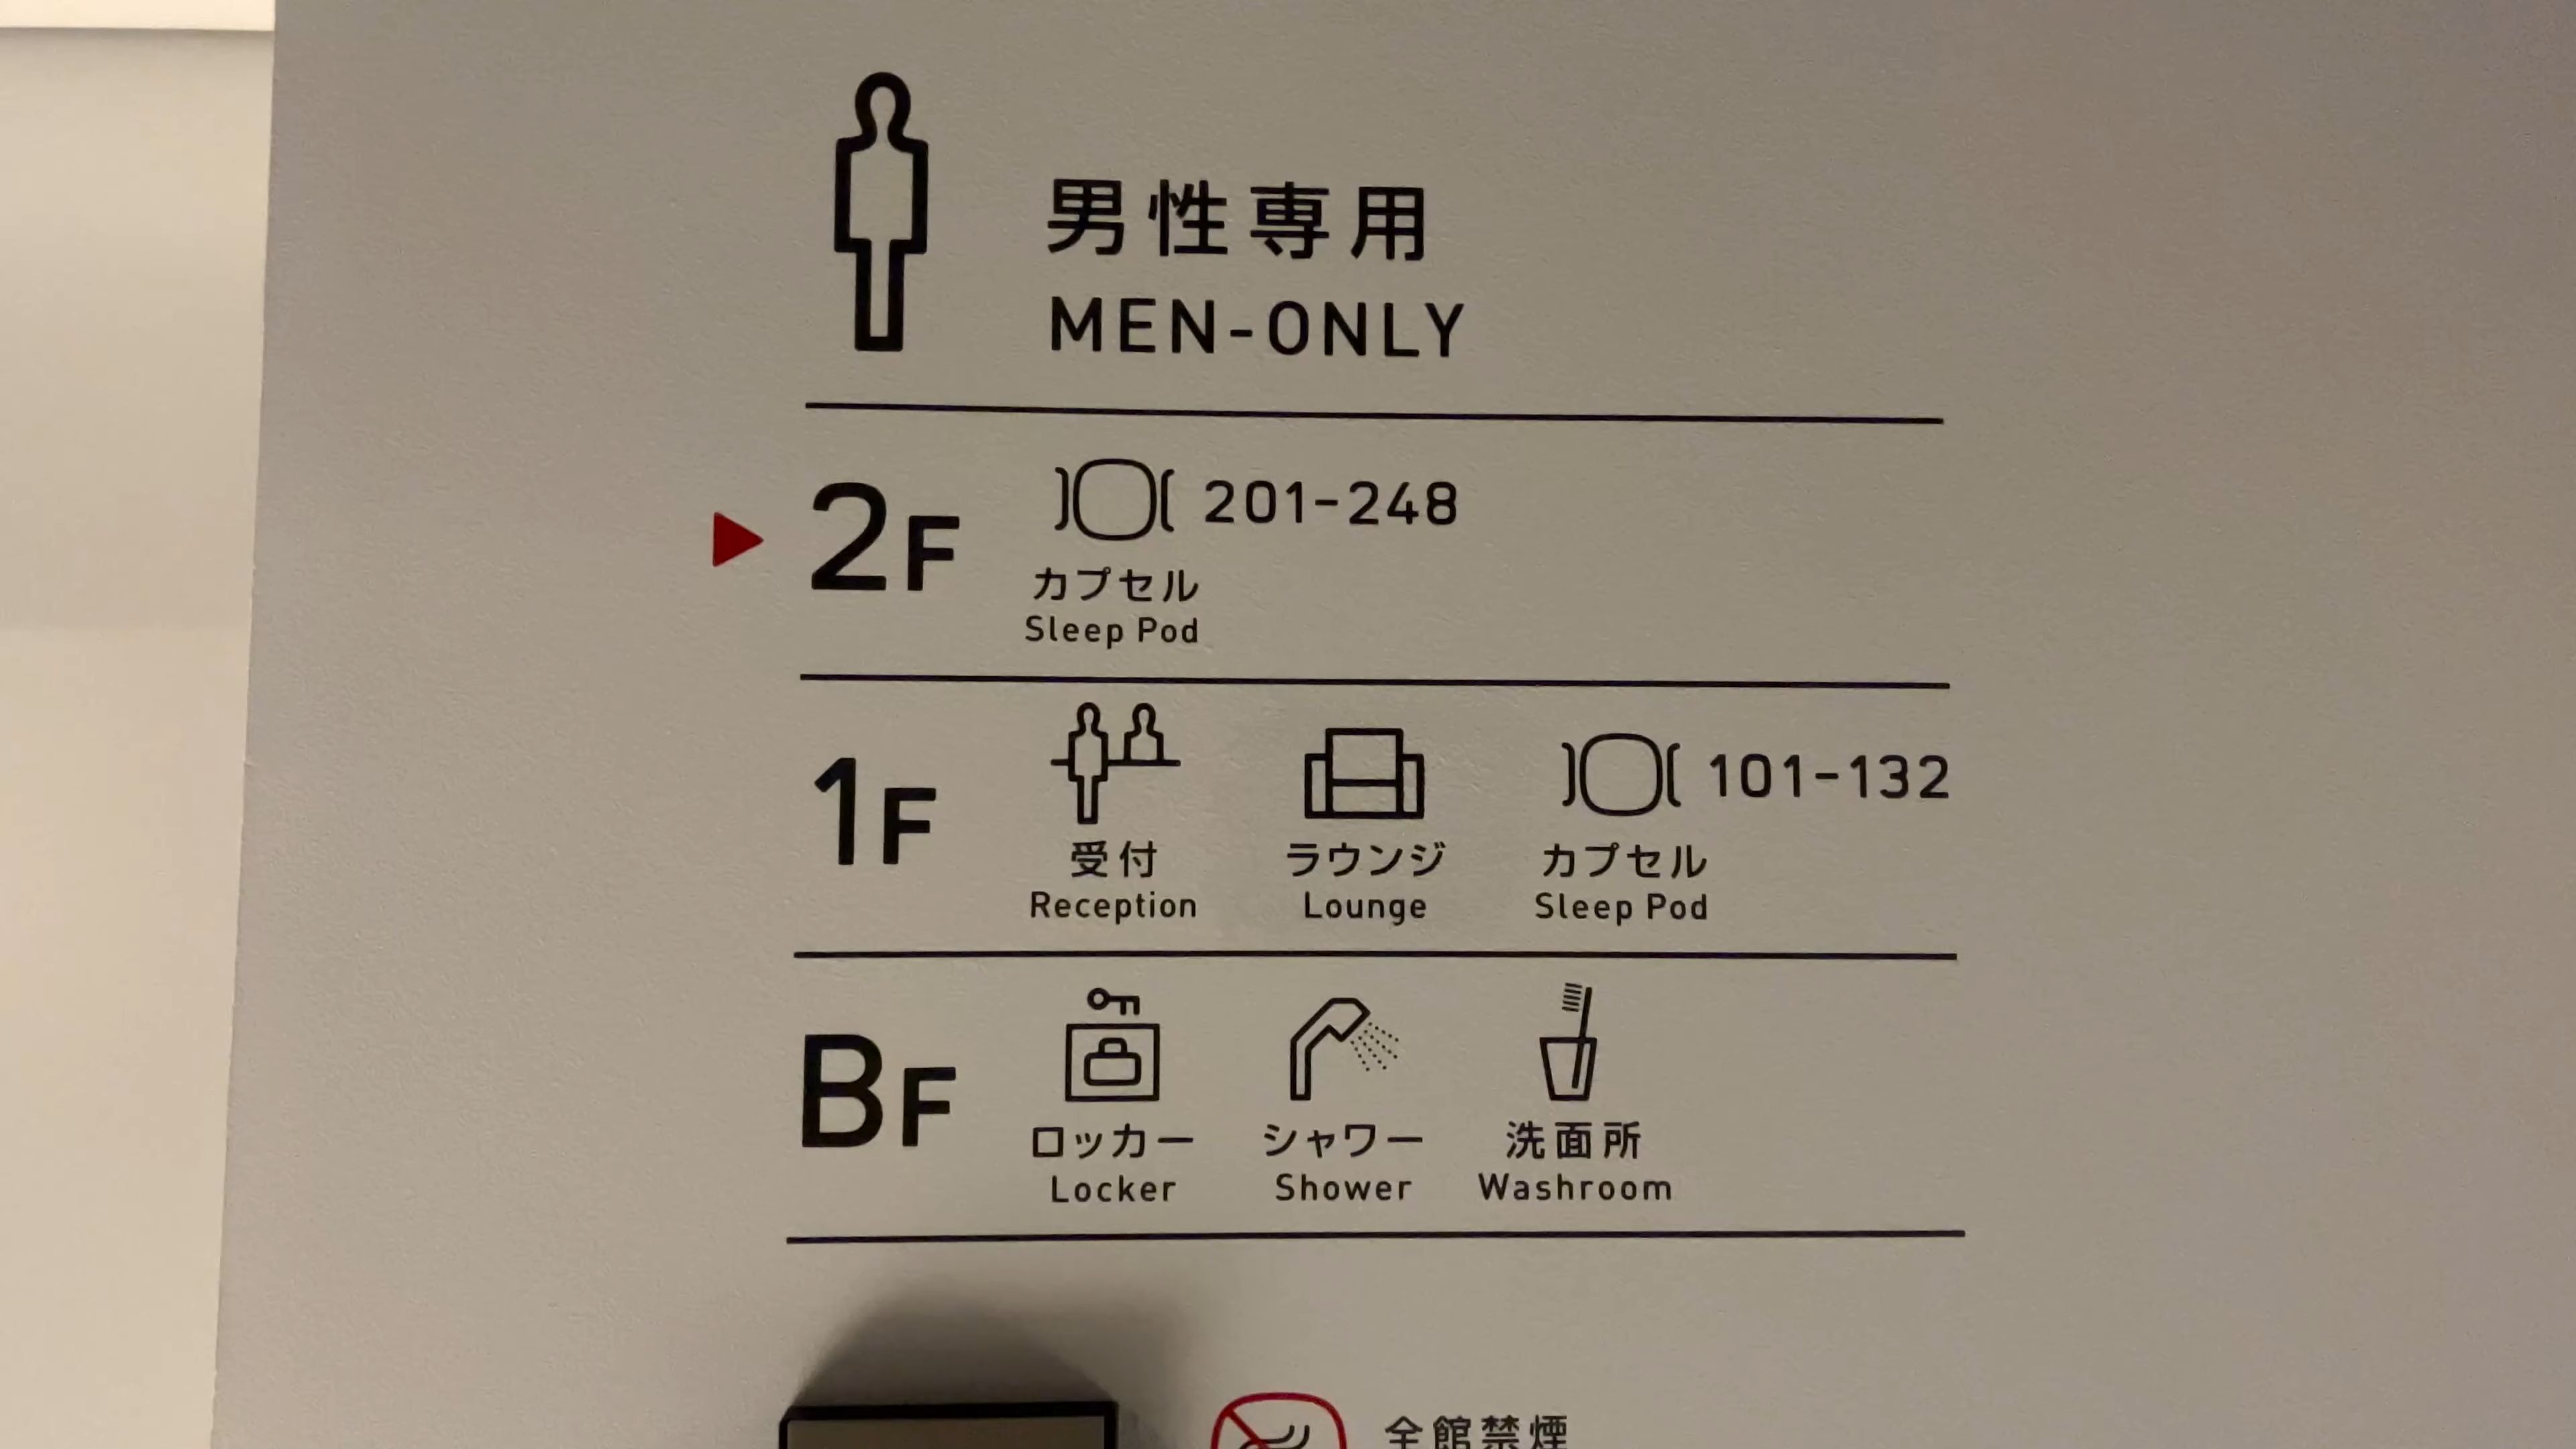 男性専用
MEN-ONLY
2F
201-248
カプセル
Sleep Pod
1F
101-132
受付 ラウンジ カプセル
Reception Lounge Sleep Pod
BF
ロッカー シャワー 洗面所
Locker Shower Washroom
全館禁煙